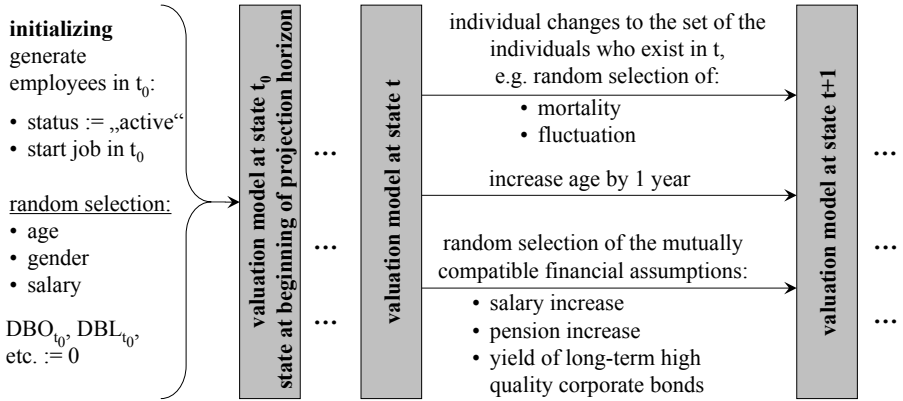 initializing
generate
employees in t0:
• status := „active“
• start job in t0
random selection:
• age
• gender
• salary
DBOt0, DBLt0,
etc. := 0
valuation model at state t0
state at beginning of projection horizon
...
...
...
valuation model at state t
individual changes to the set of the
individuals who exist in t,
e.g. random selection of:
• mortality
• fluctuation
increase age by 1 year
random selection of the mutually
compatible financial assumptions:
• salary increase
• pension increase
• yield of long-term high
quality corporate bonds
valuation model at state t+1
...
...
...